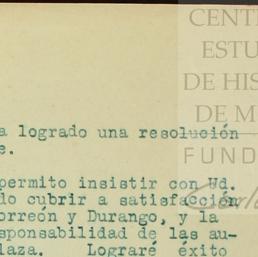 CENT
ESTU
DE HIS
DE M
FUND
a logrado una resolución
e.
permito insistir con Ud.
do cubrir a satisfacción
orreón y Durango, y la
sponsabilidad de las au-
laza. Lograré éxito